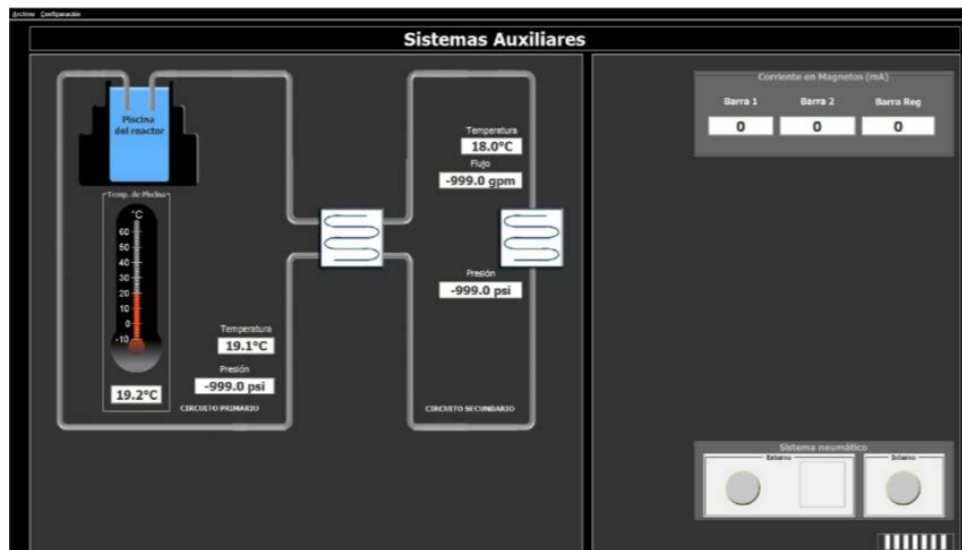 Archivo Configuración
Sistemas Auxiliares
Piscina
del reactor
Temp. de Piscina
°C
60
50
40
30
20
10
0
-10
19.2°C
Temperatura
19.1°C
Presión
-999.0 psi
CIRCUITO PRIMARIO
Temperatura
18.0°C
Flujo
-999.0 gpm
Presión
-999.0 psi
CIRCUITO SECUNDARIO
Corriente en Magnetos (mA)
Barra 1 Barra 2 Barra Reg
0 0 0
Sistema neumático
Externo Interno